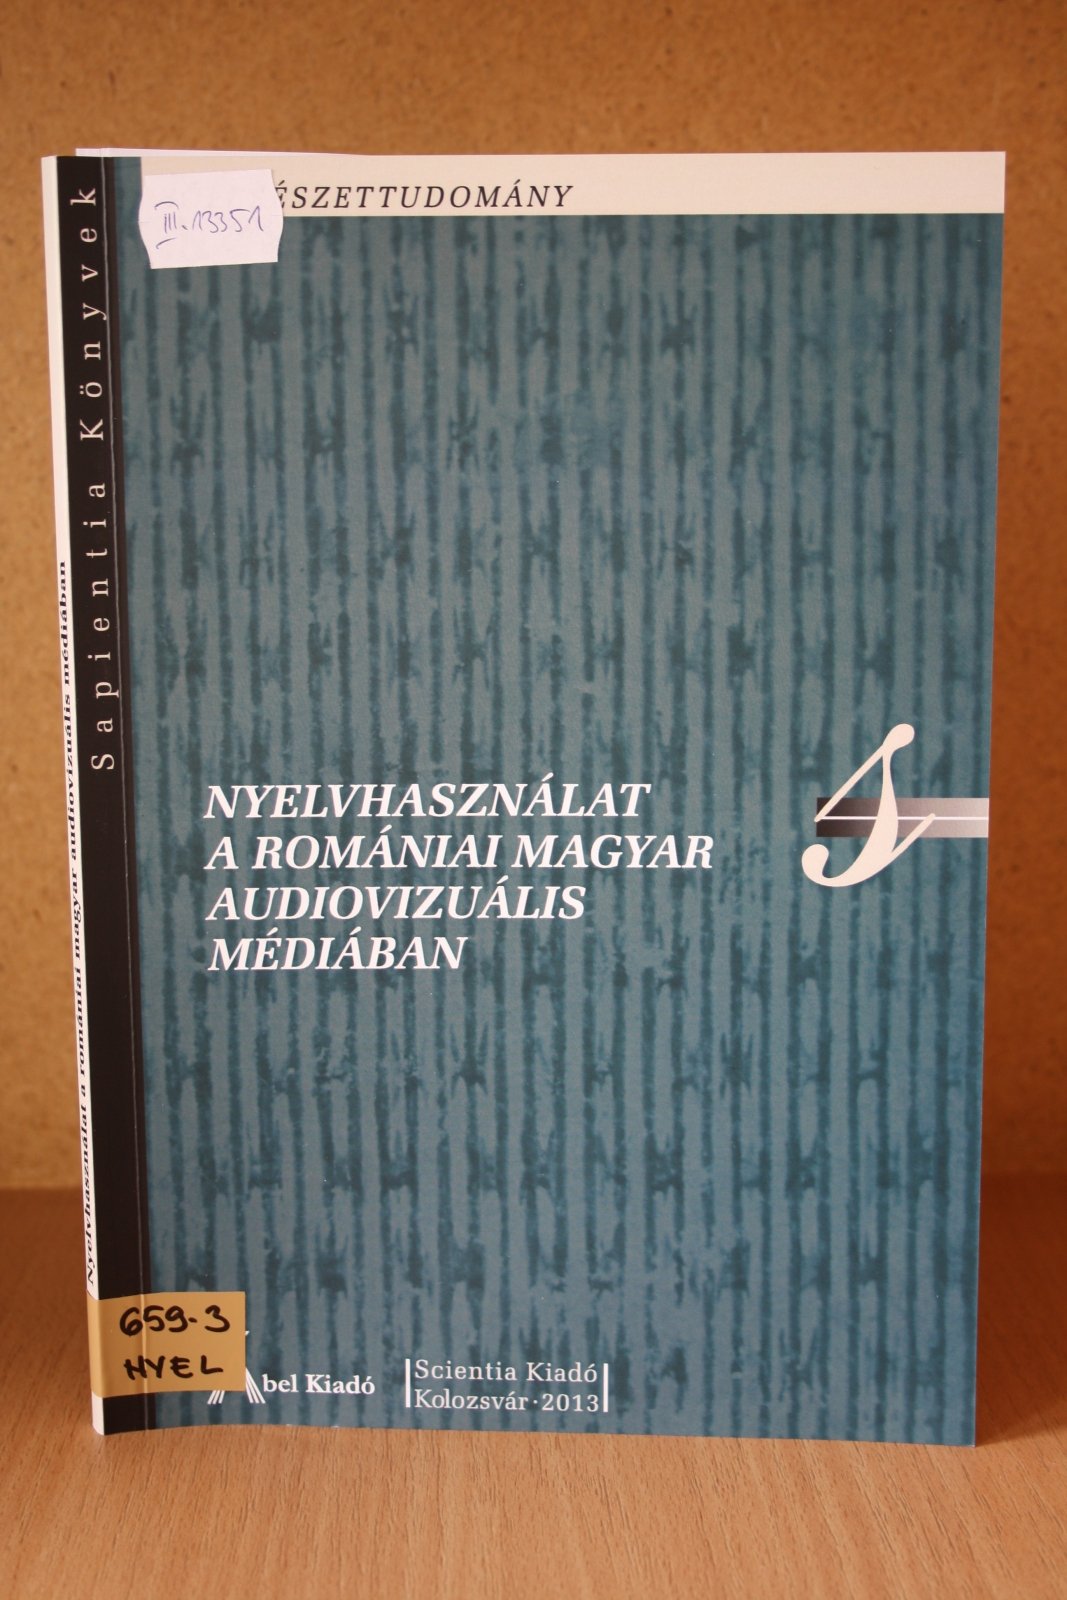 III.13351
ÉSZETTUDOMÁNY
Sapientia Könyvek
Nyelvhasználat a romániai magyar audiovizuális médiában
NYELVHASZNÁLAT
A ROMÁNIAI MAGYAR
AUDIOVIZUÁLIS
MÉDIÁBAN
659-3
NYEL
Ábel Kiadó
Scientia Kiadó
Kolozsvár·2013